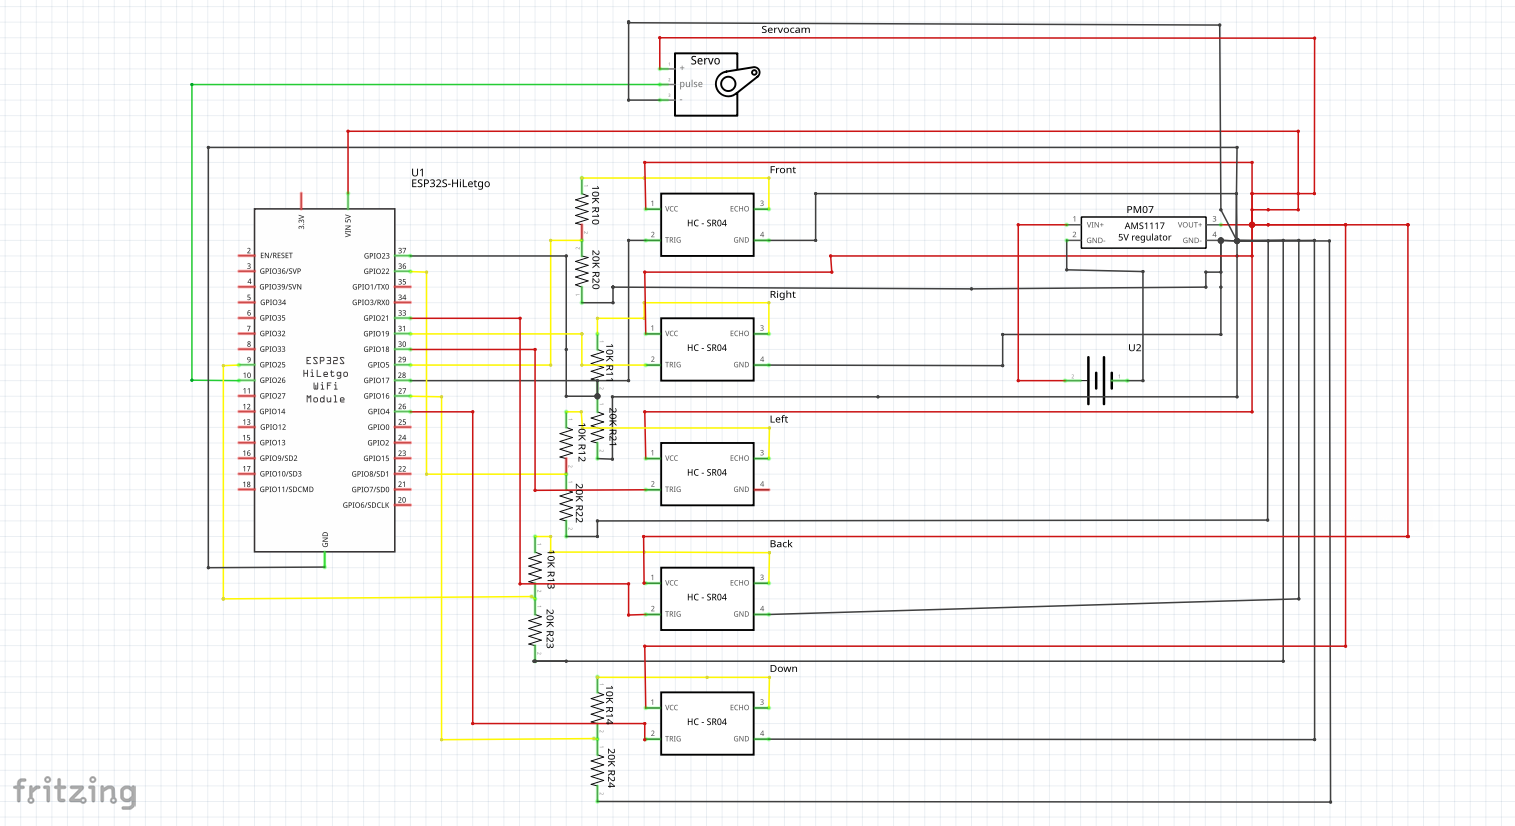 Servocam
Servo
1
+
2
pulse
3
-
U1
ESP32S-HiLetgo
3.3V
VIN 5V
2 EN/RESET
3 GPIO36/SVP
4 GPIO39/SVN
5 GPIO34
6 GPIO35
7 GPIO32
8 GPIO33
9 GPIO25
10 GPIO26
11 GPIO27
12 GPIO14
13 GPIO12
15 GPIO13
16 GPIO9/SD2
17 GPIO10/SD3
18 GPIO11/SDCMD
GPIO23 37
GPIO22 36
GPIO1/TX0 35
GPIO3/RX0 34
GPIO21 33
GPIO19 31
GPIO18 30
GPIO5 29
GPIO17 28
GPIO16 27
GPIO4 26
GPIO0 25
GPIO2 24
GPIO15 23
GPIO8/SD1 22
GPIO7/SD0 21
GPIO6/SDCLK 20
ESP32S
HiLetgo
WiFi
Module
GND
10K R10
20K R20
Front
1 VCC ECHO 3
HC - SR04
2 TRIG GND 4
PM07
1 VIN+ VOUT+ 3
AMS1117
5V regulator
2 GND- GND- 4
U2
10K R11
20K R21
Right
1 VCC ECHO 3
HC - SR04
2 TRIG GND 4
10K R12
20K R22
Left
1 VCC ECHO 3
HC - SR04
2 TRIG GND 4
10K R13
20K R23
Back
1 VCC ECHO 3
HC - SR04
2 TRIG GND 4
10K R14
20K R24
Down
1 VCC ECHO 3
HC - SR04
2 TRIG GND 4
fritzing